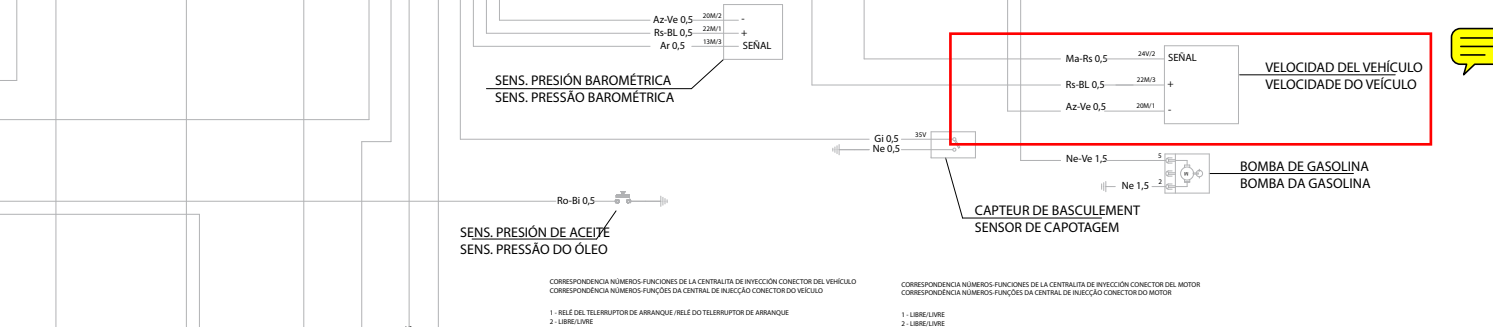 Az-Ve 0,5 20M/2 -
Rs-BL 0,5 22M/1 +
Ar 0,5 13M/3 SEÑAL
SENS. PRESIÓN BAROMÉTRICA
SENS. PRESSÃO BAROMÉTRICA
Ma-Rs 0,5 24V/2 SEÑAL
Rs-BL 0,5 22M/3 +
Az-Ve 0,5 20M/1 -
VELOCIDAD DEL VEHÍCULO
VELOCIDADE DO VEÍCULO
Gi 0,5 35V
Ne 0,5
Ne-Ve 1,5 5
M
Ne 1,5 2
BOMBA DE GASOLINA
BOMBA DA GASOLINA
CAPTEUR DE BASCULEMENT
SENSOR DE CAPOTAGEM
Ro-Bi 0,5
SENS. PRESIÓN DE ACEITE
SENS. PRESSÃO DO ÓLEO
CORRESPONDENCIA NÚMEROS-FUNCIONES DE LA CENTRALITA DE INYECCIÓN CONECTOR DEL VEHÍCULO
CORRESPONDÊNCIA NÚMEROS-FUNÇÕES DA CENTRAL DE INJECÇÃO CONECTOR DO VEÍCULO
1 - RELÉ DEL TELERRUPTOR DE ARRANQUE /RELÉ DO TELERRUPTOR DE ARRANQUE
2 - LIBRE/LIVRE
CORRESPONDENCIA NÚMEROS-FUNCIONES DE LA CENTRALITA DE INYECCIÓN CONECTOR DEL MOTOR
CORRESPONDÊNCIA NÚMEROS-FUNÇÕES DA CENTRAL DE INJECÇÃO CONECTOR DO MOTOR
1 - LIBRE/LIVRE
2 - LIBRE/LIVRE